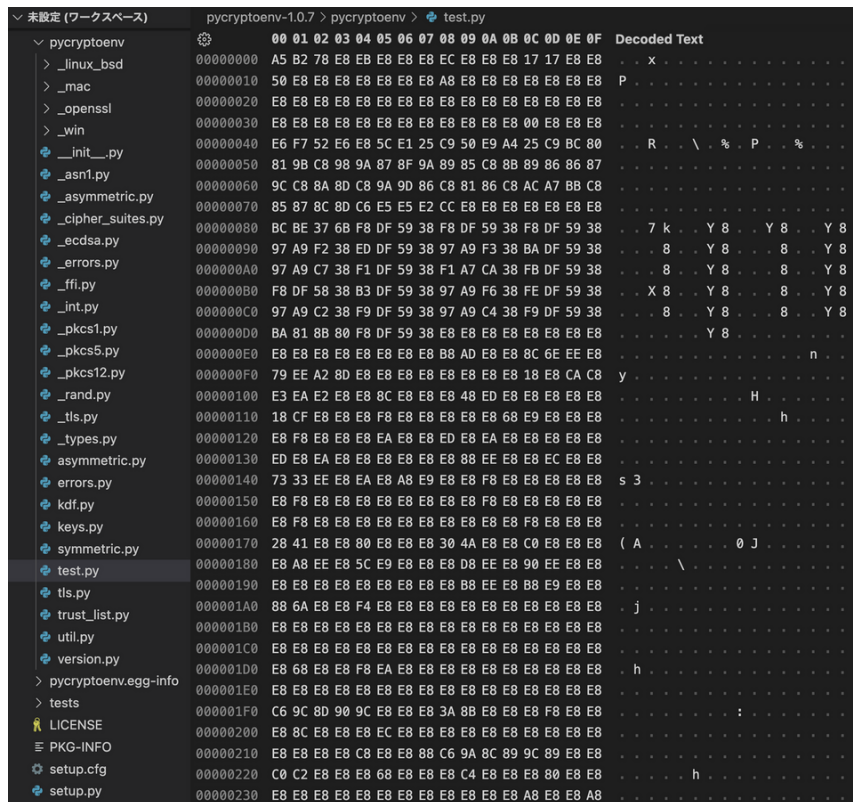 未設定 (ワークスペース)
pycryptoenv
_linux_bsd
_mac
_openssl
_win
__init__.py
_asn1.py
_asymmetric.py
_cipher_suites.py
_ecdsa.py
_errors.py
_ffi.py
_int.py
_pkcs1.py
_pkcs5.py
_pkcs12.py
_rand.py
_tls.py
_types.py
asymmetric.py
errors.py
kdf.py
keys.py
symmetric.py
test.py
tls.py
trust_list.py
util.py
version.py
pycryptoenv.egg-info
tests
LICENSE
PKG-INFO
setup.cfg
setup.py
pycryptoenv-1.0.7 > pycryptoenv > test.py
00 01 02 03 04 05 06 07 08 09 0A 0B 0C 0D 0E 0F Decoded Text
00000000 A5 B2 78 E8 EB E8 E8 E8 EC E8 E8 E8 17 17 E8 E8 . . x . . . . . . . . . . . . .
00000010 50 E8 E8 E8 E8 E8 E8 E8 A8 E8 E8 E8 E8 E8 E8 E8 P . . . . . . . . . . . . . . .
00000020 E8 E8 E8 E8 E8 E8 E8 E8 E8 E8 E8 E8 E8 E8 E8 E8 . . . . . . . . . . . . . . . .
00000030 E8 E8 E8 E8 E8 E8 E8 E8 E8 E8 E8 E8 00 E8 E8 E8 . . . . . . . . . . . . . . . .
00000040 E6 F7 52 E6 E8 5C E1 25 C9 50 E9 A4 25 C9 BC 80 . . R . . \ . % . P . . % . . .
00000050 81 9B C8 98 9A 87 8F 9A 89 85 C8 8B 89 86 86 87 . . . . . . . . . . . . . . . .
00000060 9C C8 8A 8D C8 9A 9D 86 C8 81 86 C8 AC A7 BB C8 . . . . . . . . . . . . . . . .
00000070 85 87 8C 8D C6 E5 E5 E2 CC E8 E8 E8 E8 E8 E8 E8 . . . . . . . . . . . . . . . .
00000080 BC BE 37 6B F8 DF 59 38 F8 DF 59 38 F8 DF 59 38 . . 7 k . . Y 8 . . Y 8 . . Y 8
00000090 97 A9 F2 38 ED DF 59 38 97 A9 F3 38 BA DF 59 38 . . . 8 . . Y 8 . . . 8 . . Y 8
000000A0 97 A9 C7 38 F1 DF 59 38 F1 A7 CA 38 FB DF 59 38 . . . 8 . . Y 8 . . . 8 . . Y 8
000000B0 F8 DF 58 38 B3 DF 59 38 97 A9 F6 38 FE DF 59 38 . . X 8 . . Y 8 . . . 8 . . Y 8
000000C0 97 A9 C2 38 F9 DF 59 38 97 A9 C4 38 F9 DF 59 38 . . . 8 . . Y 8 . . . 8 . . Y 8
000000D0 BA 81 8B 80 F8 DF 59 38 E8 E8 E8 E8 E8 E8 E8 E8 . . . . . . Y 8 . . . . . . . .
000000E0 E8 E8 E8 E8 E8 E8 E8 E8 B8 AD E8 E8 8C 6E EE E8 . . . . . . . . . . . . . n . .
000000F0 79 EE A2 8D E8 E8 E8 E8 E8 E8 E8 E8 18 E8 CA C8 y . . . . . . . . . . . . . . .
00000100 E3 EA E2 E8 E8 8C E8 E8 E8 48 ED E8 E8 E8 E8 E8 . . . . . . . . . H . . . . . .
00000110 18 CF E8 E8 E8 F8 E8 E8 E8 E8 E8 68 E9 E8 E8 E8 . . . . . . . . . . . h . . . .
00000120 E8 F8 E8 E8 E8 EA E8 E8 ED E8 EA E8 E8 E8 E8 E8 . . . . . . . . . . . . . . . .
00000130 ED E8 EA E8 E8 E8 E8 E8 E8 88 EE E8 E8 EC E8 E8 . . . . . . . . . . . . . . . .
00000140 73 33 EE E8 EA E8 A8 E9 E8 E8 F8 E8 E8 E8 E8 E8 s 3 . . . . . . . . . . . . . .
00000150 E8 F8 E8 E8 E8 E8 E8 E8 E8 E8 F8 E8 E8 E8 E8 E8 . . . . . . . . . . . . . . . .
00000160 E8 F8 E8 E8 E8 E8 E8 E8 E8 E8 E8 E8 F8 E8 E8 E8 . . . . . . . . . . . . . . . .
00000170 28 41 E8 E8 80 E8 E8 E8 30 4A E8 E8 C0 E8 E8 E8 ( A . . . . . . 0 J . . . . . .
00000180 E8 A8 EE E8 5C E9 E8 E8 E8 D8 EE E8 90 EE E8 E8 . . . . \ . . . . . . . . . . .
00000190 E8 E8 E8 E8 E8 E8 E8 E8 E8 B8 EE E8 B8 E9 E8 E8 . . . . . . . . . . . . . . . .
000001A0 88 6A E8 E8 F4 E8 E8 E8 E8 E8 E8 E8 E8 E8 E8 E8 . j . . . . . . . . . . . . . .
000001B0 E8 E8 E8 E8 E8 E8 E8 E8 E8 E8 E8 E8 E8 E8 E8 E8 . . . . . . . . . . . . . . . .
000001C0 E8 E8 E8 E8 E8 E8 E8 E8 E8 E8 E8 E8 E8 E8 E8 E8 . . . . . . . . . . . . . . . .
000001D0 E8 68 E8 E8 F8 EA E8 E8 E8 E8 E8 E8 E8 E8 E8 E8 . h . . . . . . . . . . . . . .
000001E0 E8 E8 E8 E8 E8 E8 E8 E8 E8 E8 E8 E8 E8 E8 E8 E8 . . . . . . . . . . . . . . . .
000001F0 C6 9C 8D 90 9C E8 E8 E8 3A 8B E8 E8 E8 F8 E8 E8 . . . . . . . . : . . . . . . .
00000200 E8 8C E8 E8 E8 EC E8 E8 E8 E8 E8 E8 E8 E8 E8 E8 . . . . . . . . . . . . . . . .
00000210 E8 E8 E8 E8 C8 E8 E8 88 C6 9A 8C 89 9C 89 E8 E8 . . . . . . . . . . . . . . . .
00000220 C0 C2 E8 E8 E8 68 E8 E8 E8 C4 E8 E8 E8 80 E8 E8 . . . . . h . . . . . . . . . .
00000230 E8 E8 E8 E8 E8 E8 E8 E8 E8 E8 E8 E8 A8 E8 E8 A8 . . . . . . . . . . . . . . . .